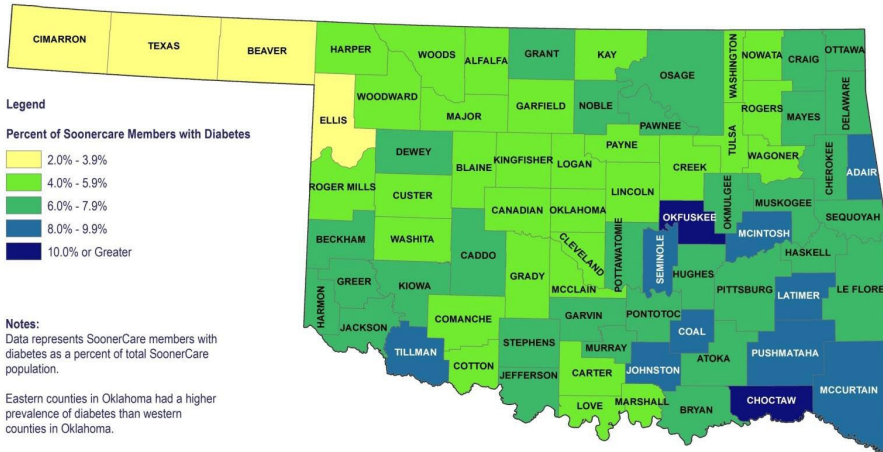 CIMARRON
TEXAS
BEAVER
HARPER
WOODS
ALFALFA
GRANT
KAY
OSAGE
WASHINGTON
NOWATA
CRAIG
OTTAWA
Legend
Percent of Soonercare Members with Diabetes
2.0% - 3.9%
4.0% - 5.9%
6.0% - 7.9%
8.0% - 9.9%
10.0% or Greater
ELLIS
WOODWARD
MAJOR
GARFIELD
NOBLE
PAWNEE
TULSA
ROGERS
MAYES
DELAWARE
DEWEY
BLAINE
KINGFISHER
LOGAN
PAYNE
CREEK
WAGONER
CHEROKEE
ADAIR
ROGER MILLS
CUSTER
CANADIAN
OKLAHOMA
LINCOLN
OKFUSKEE
OKMULGEE
MUSKOGEE
SEQUOYAH
BECKHAM
WASHITA
CADDO
GRADY
CLEVELAND
MCCLAIN
POTTAWATOMIE
SEMINOLE
MCINTOSH
HASKELL
HUGHES
PITTSBURG
LATIMER
LE FLORE
HARMON
GREER
KIOWA
JACKSON
COMANCHE
GARVIN
PONTOTOC
COAL
TILLMAN
COTTON
STEPHENS
MURRAY
JOHNSTON
ATOKA
PUSHMATAHA
JEFFERSON
CARTER
LOVE
MARSHALL
BRYAN
CHOCTAW
MCCURTAIN
Notes:
Data represents SoonerCare members with
diabetes as a percent of total SoonerCare
population.
Eastern counties in Oklahoma had a higher
prevalence of diabetes than western
counties in Oklahoma.